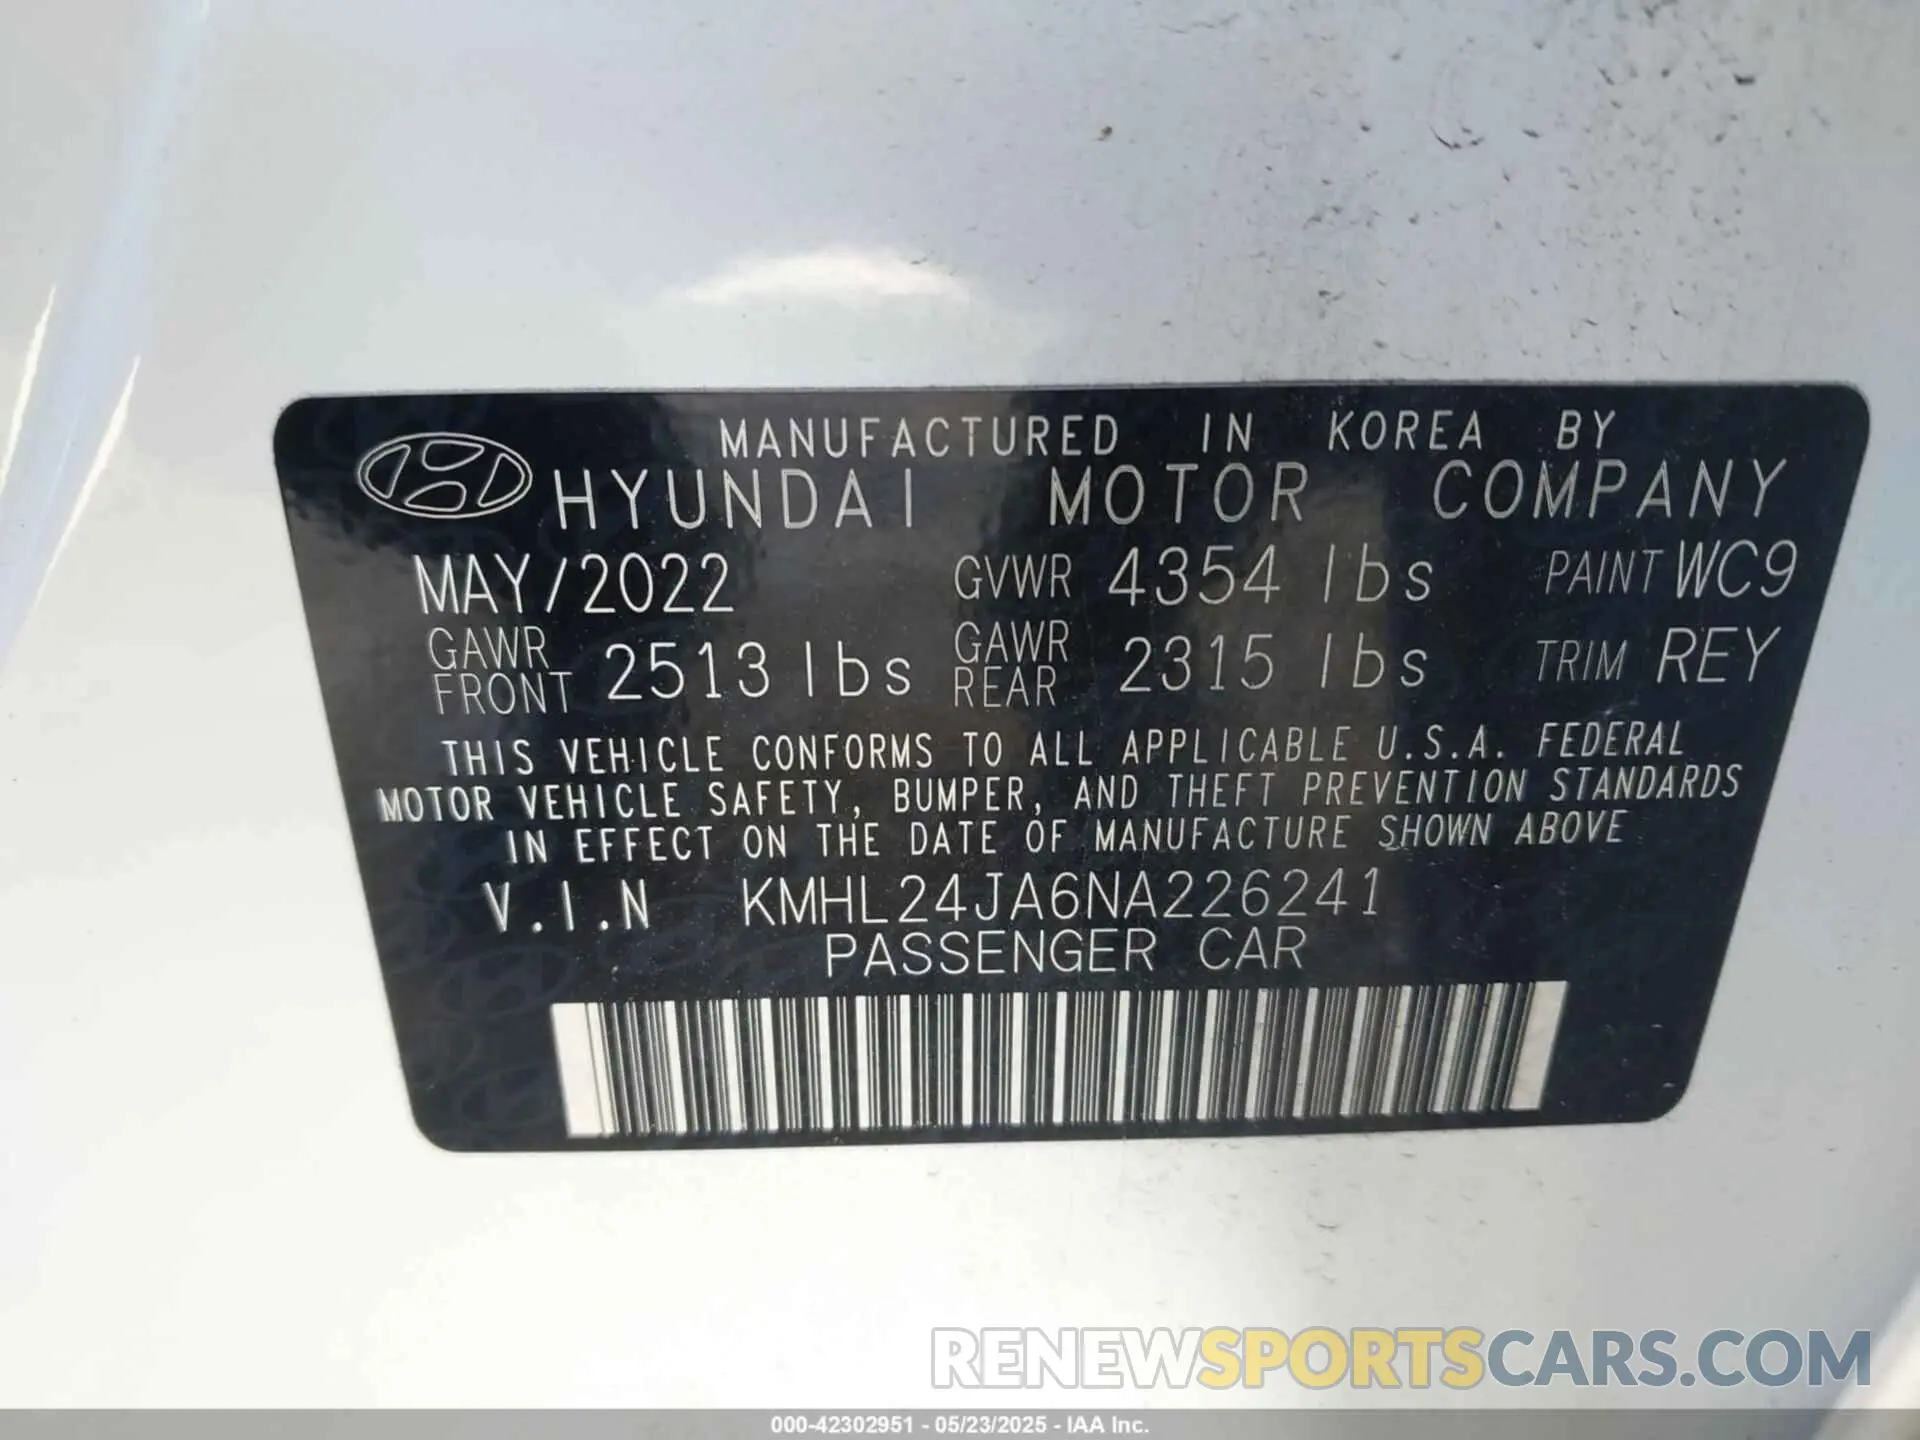 MANUFACTURED IN KOREA BY
HYUNDAI MOTOR COMPANY
MAY/2022 GVWR 4354 lbs PAINT WC9
GAWR FRONT 2513 lbs GAWR REAR 2315 lbs TRIM REY
THIS VEHICLE CONFORMS TO ALL APPLICABLE U.S.A. FEDERAL
MOTOR VEHICLE SAFETY, BUMPER, AND THEFT PREVENTION STANDARDS
IN EFFECT ON THE DATE OF MANUFACTURE SHOWN ABOVE
V.I.N KMHL24JA6NA226241
PASSENGER CAR
RENEWSPORTSCARS.COM
000-42302951 - 05/23/2025 - IAA Inc.